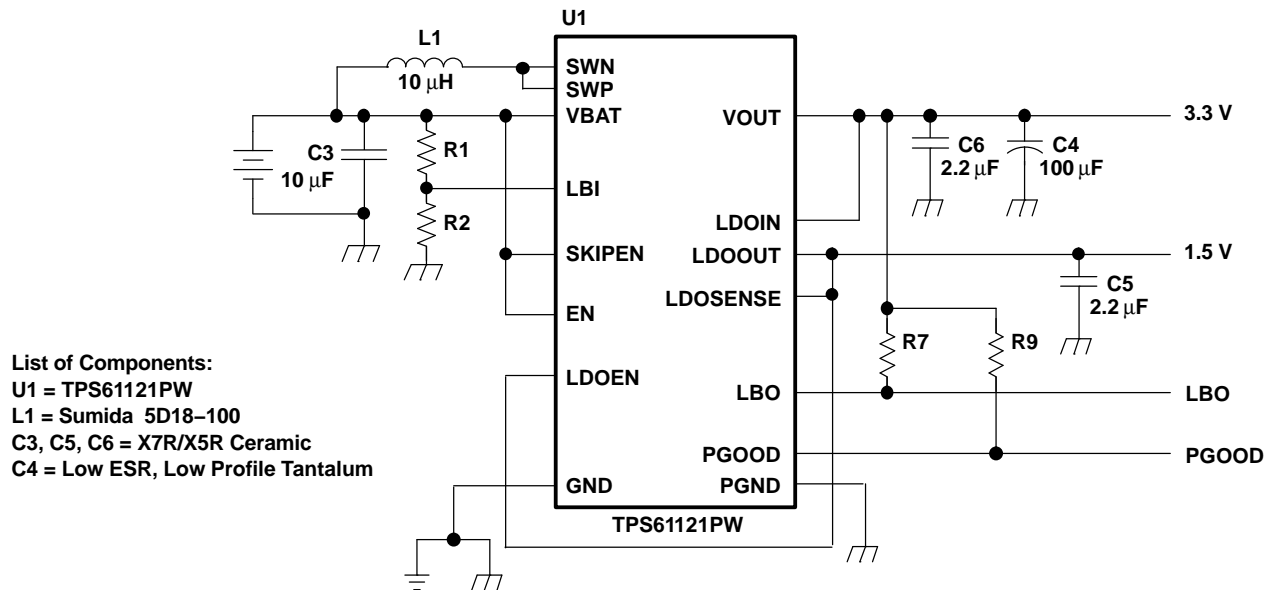 U1
L1
10 μH
SWN
SWP
VBAT
VOUT
3.3 V
C3
10 μF
R1
C6
2.2 μF
C4
100 μF
LBI
R2
LDOIN
SKIPEN
LDOOUT
1.5 V
LDOSENSE
C5
2.2 μF
EN
R7
R9
List of Components:
U1 = TPS61121PW
L1 = Sumida 5D18–100
C3, C5, C6 = X7R/X5R Ceramic
C4 = Low ESR, Low Profile Tantalum
LDOEN
LBO
LBO
PGOOD
PGOOD
GND
PGND
TPS61121PW